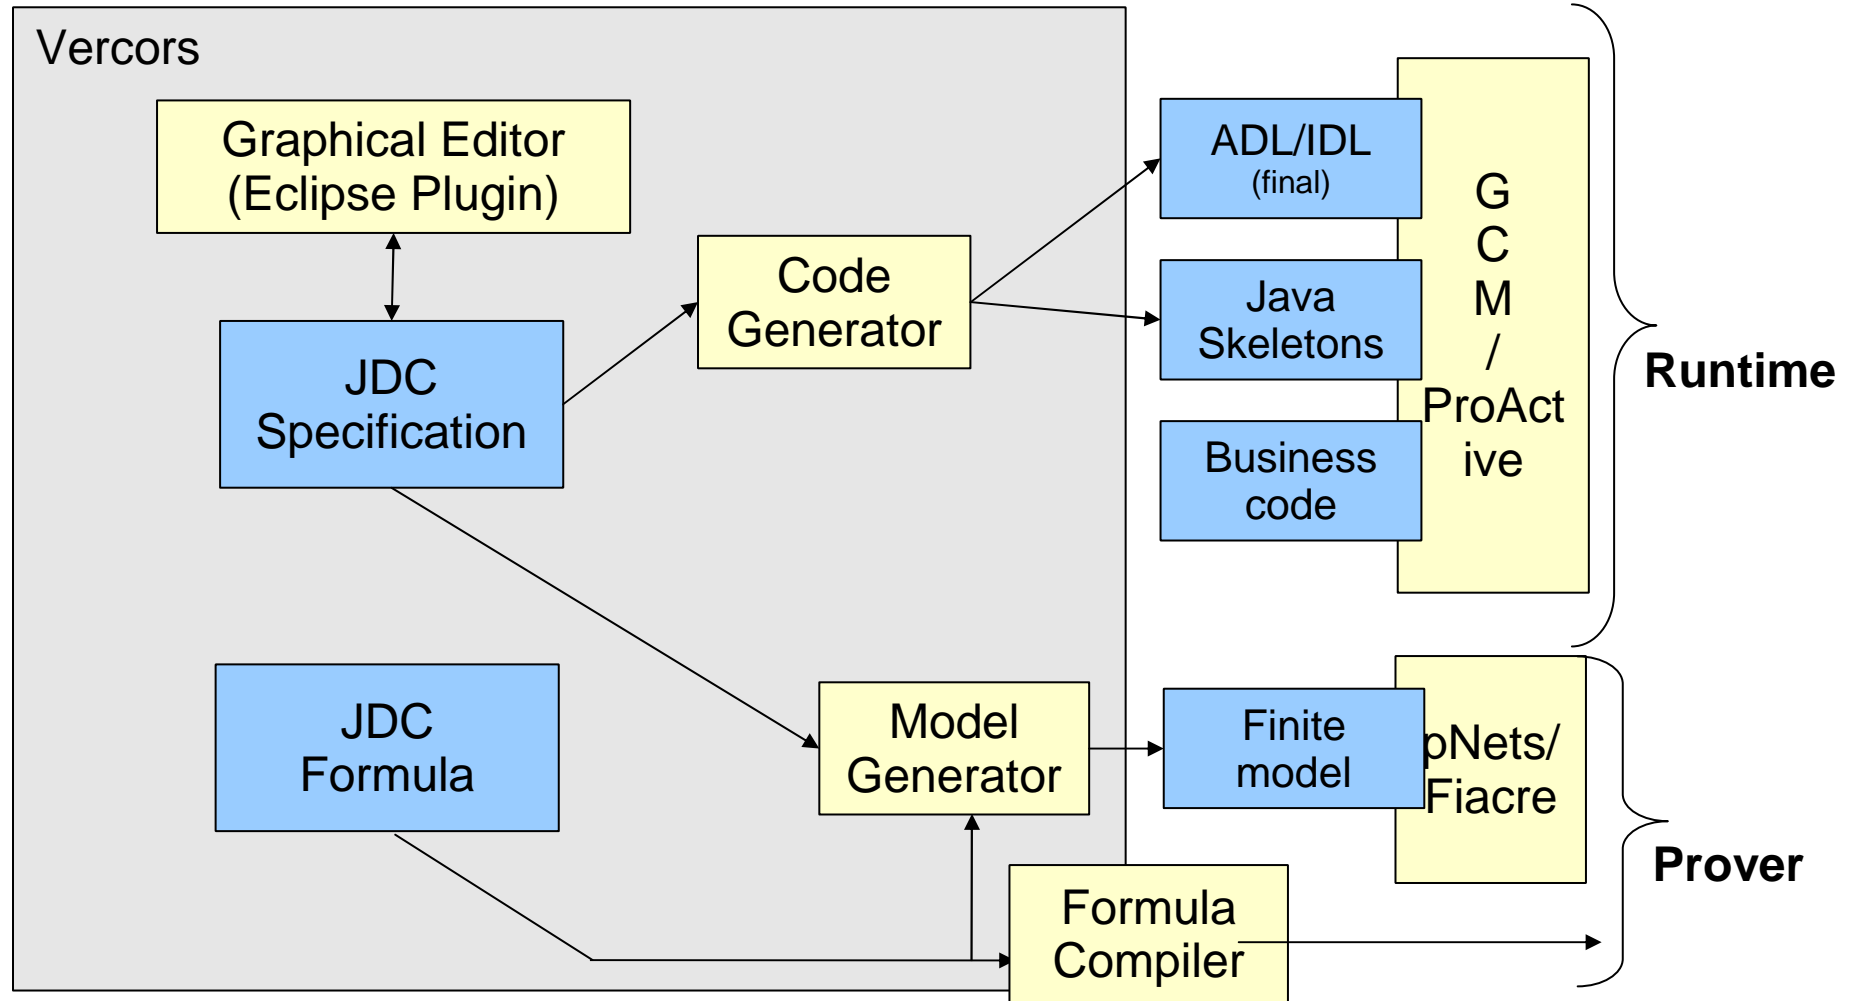 Vercors
Graphical Editor
(Eclipse Plugin)
JDC
Specification
Code
Generator
ADL/IDL
(final)
Java
Skeletons
Business
code
G
C
M
/
ProAct
ive
Runtime
JDC
Formula
Model
Generator
Finite
model
pNets/
Fiacre
Prover
Formula
Compiler